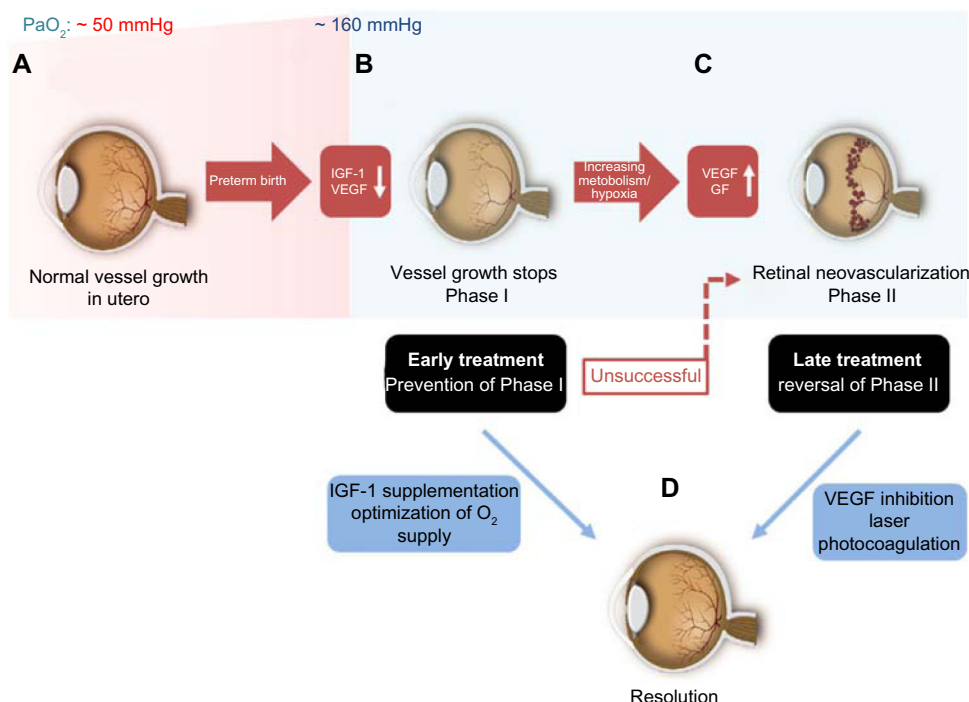 PaO₂: ~ 50 mmHg
~ 160 mmHg
A
B
C
Preterm birth
IGF-1
VEGF
Increasing
metobolism/
hypoxia
VEGF
GF
Normal vessel growth
in utero
Vessel growth stops
Phase I
Retinal neovascularization
Phase II
Early treatment
Prevention of Phase I
Unsuccessful
Late treatment
reversal of Phase II
IGF-1 supplementation
optimization of O₂
supply
D
VEGF inhibition
laser
photocoagulation
Resolution